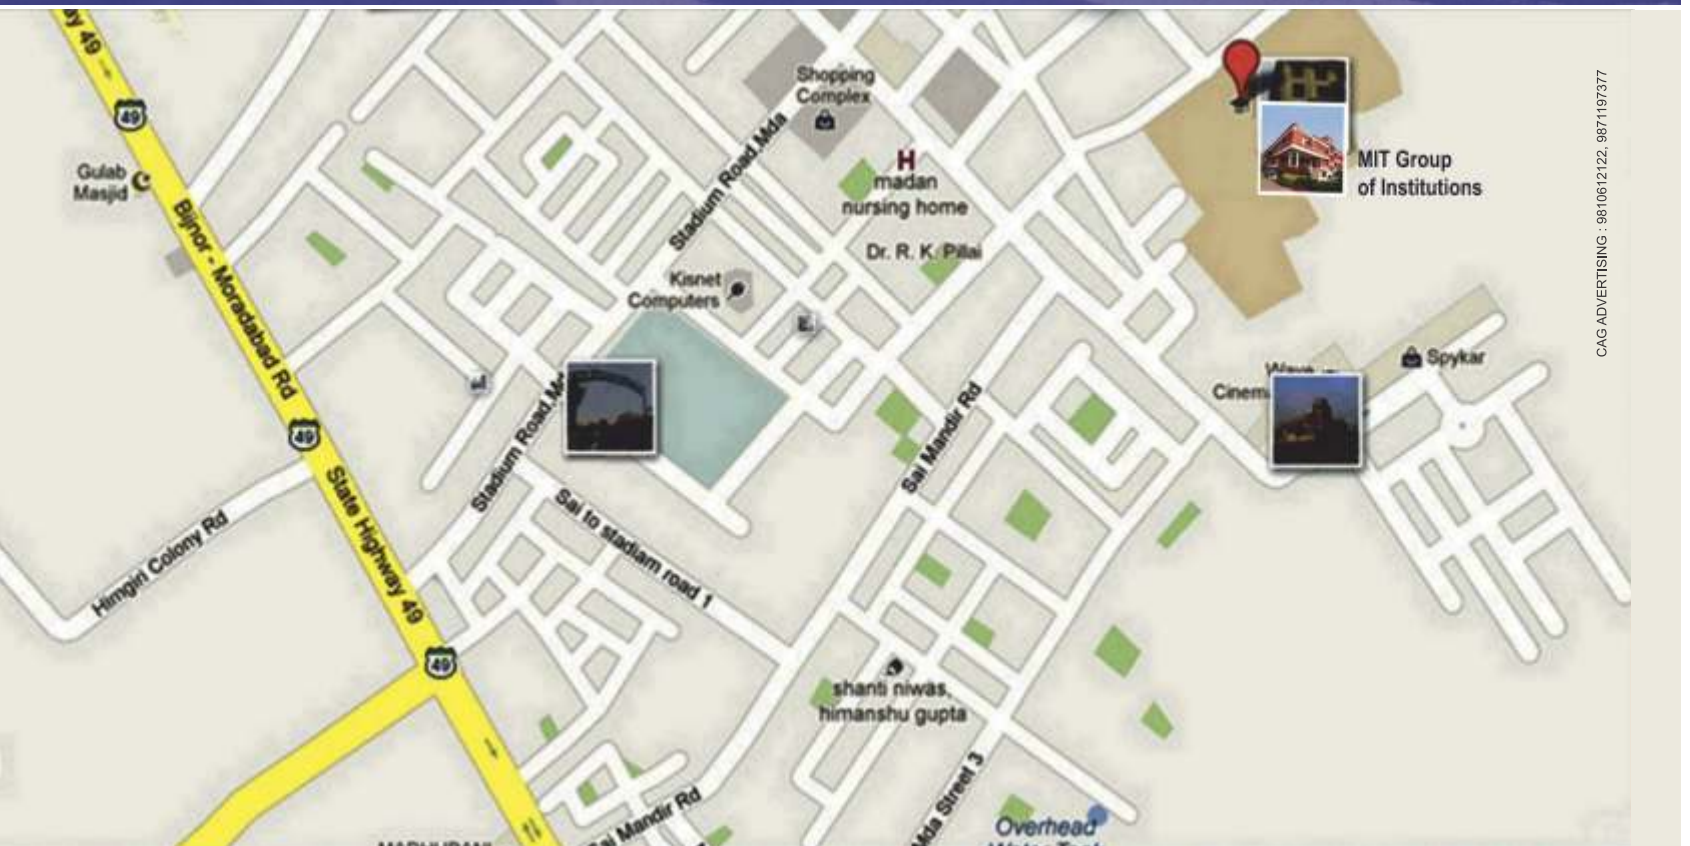 49
49
Gulab
Masjid
Bijnor - Moradabad Rd
49
State Highway 49
49
Himgiri Colony Rd
Stadium Road,Mda
Shopping
Complex
H
madan
nursing home
Dr. R. K. Pillai
Kisnet
Computers
Stadium Road,M
Sai to stadiam road 1
Sai Mandir Rd
MIT Group
of Institutions
Spykar
Wave
Cinem
shanti niwas,
himanshu gupta
Sai Mandir Rd
Mda Street 3
Overhead
CAG ADVERTISING : 9810612122, 9871197377